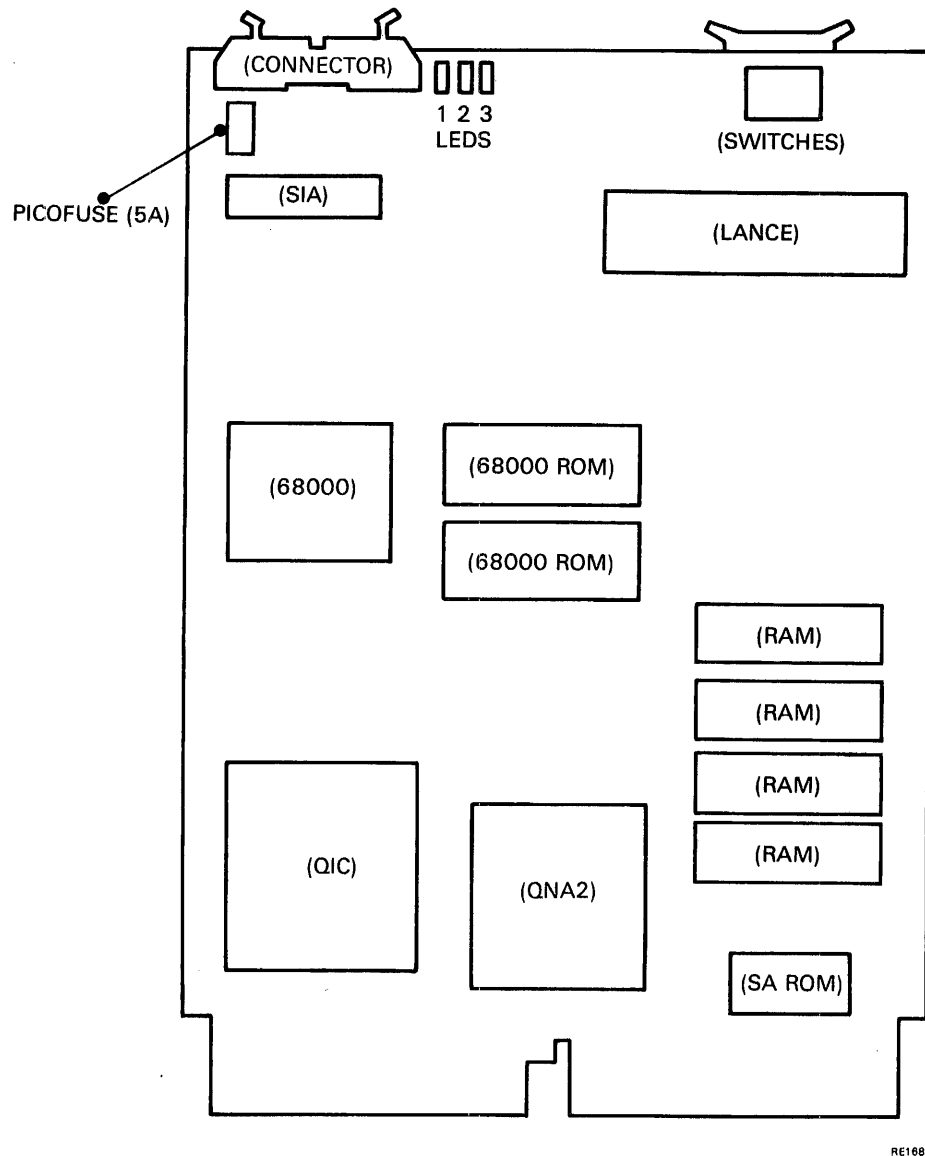 (CONNECTOR)
1 2 3
LEDS
(SWITCHES)
PICOFUSE (5A)
(SIA)
(LANCE)
(68000)
(68000 ROM)
(68000 ROM)
(RAM)
(RAM)
(RAM)
(RAM)
(QIC)
(QNA2)
(SA ROM)
RE168